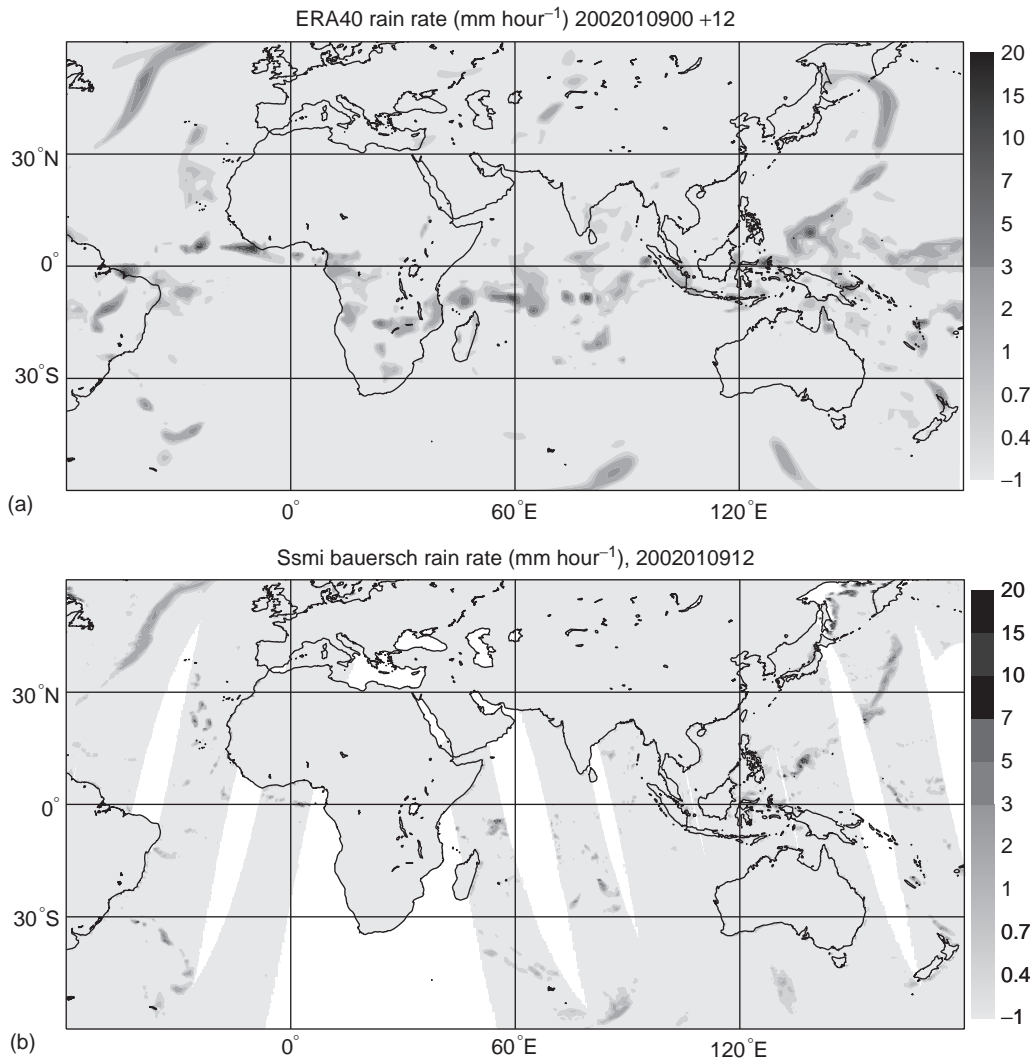 ERA40 rain rate (mm hour⁻¹) 2002010900 +12
20
15
10
7
5
3
2
1
0.7
0.4
–1
30°N
0°
30°S
(a)
0°
60°E
120°E
Ssmi bauersch rain rate (mm hour⁻¹), 2002010912
20
15
10
7
5
3
2
1
0.7
0.4
–1
30°N
0°
30°S
(b)
0°
60°E
120°E